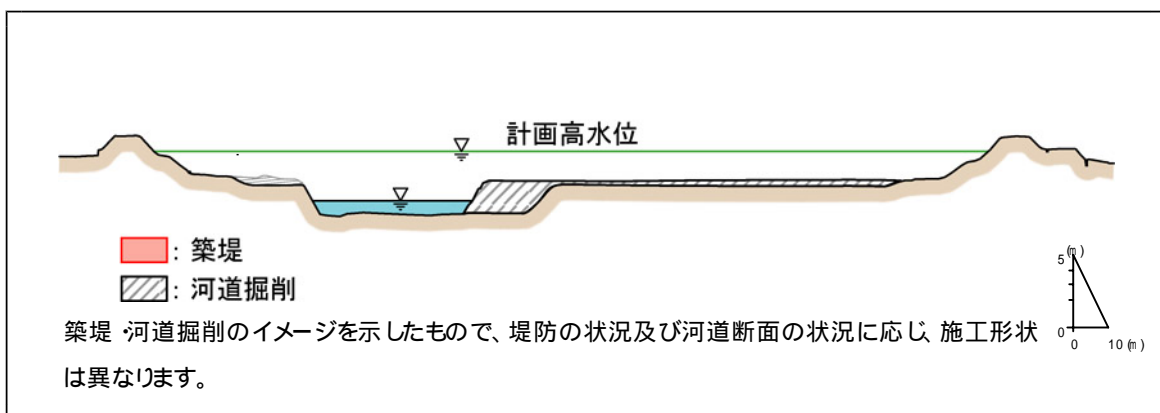 計画高水位
: 築堤
: 河道掘削
5 (m)
0
0 10 (m)
築堤・河道掘削のイメージを示したもので、堤防の状況及び河道断面の状況に応じ、施工形状
は異なります。